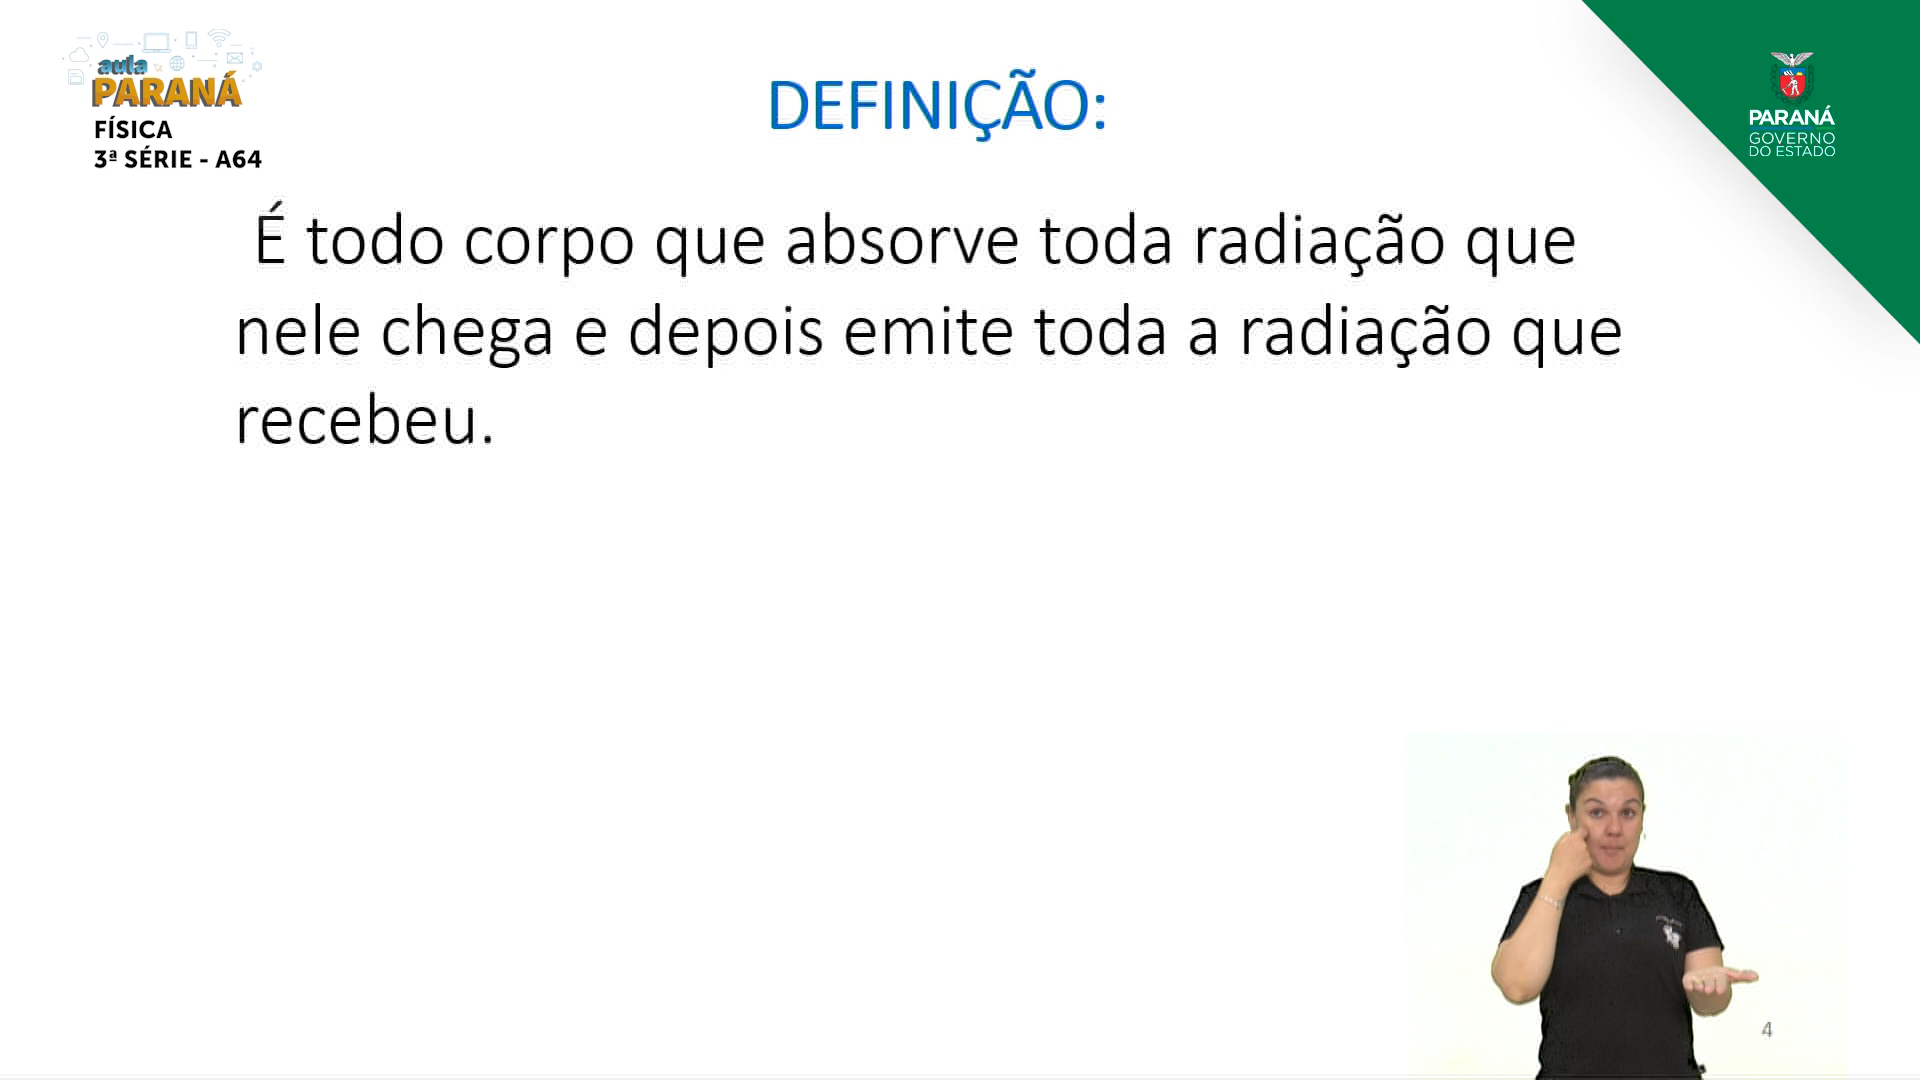 aula
PARANÁ
FÍSICA
3ª SÉRIE - A64
DEFINIÇÃO:
PARANÁ
GOVERNO
DO ESTADO
É todo corpo que absorve toda radiação que
nele chega e depois emite toda a radiação que
recebeu.
4